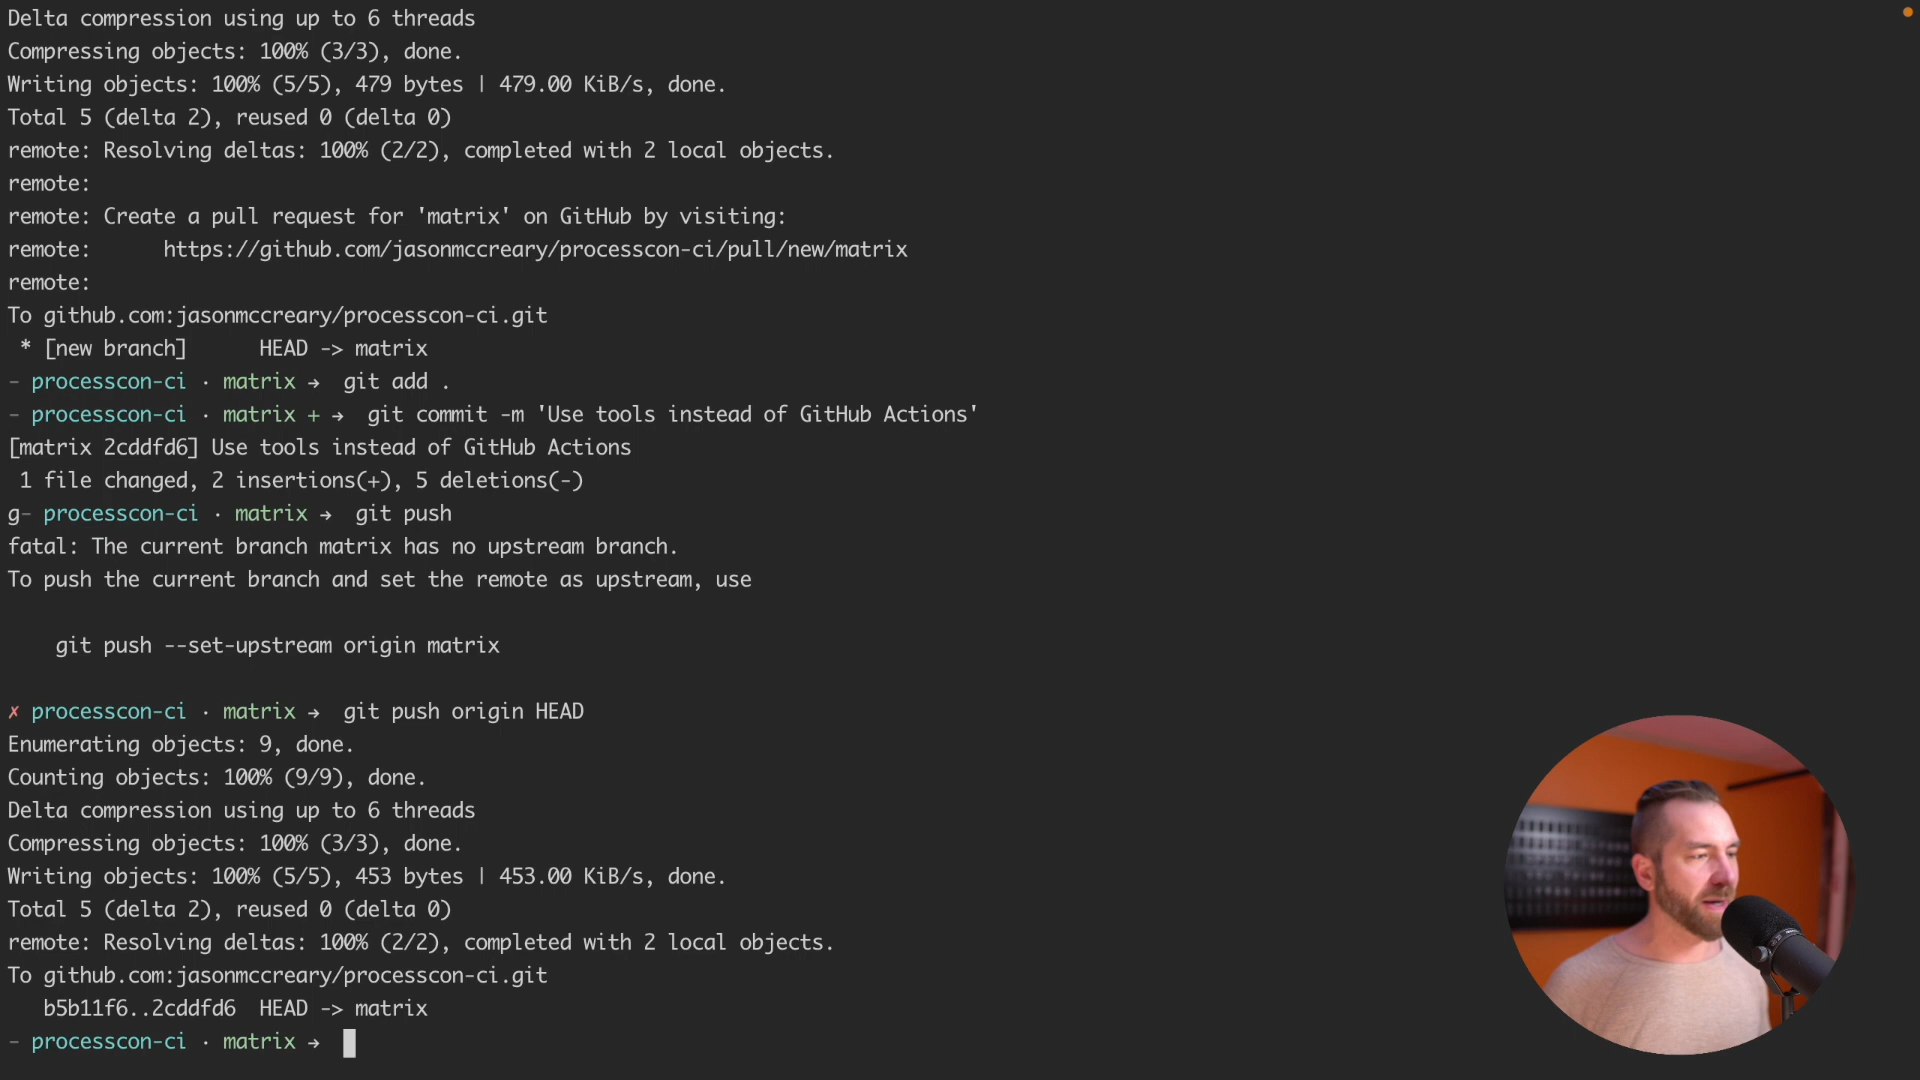 Delta compression using up to 6 threads
Compressing objects: 100% (3/3), done.
Writing objects: 100% (5/5), 479 bytes | 479.00 KiB/s, done.
Total 5 (delta 2), reused 0 (delta 0)
remote: Resolving deltas: 100% (2/2), completed with 2 local objects.
remote:
remote: Create a pull request for 'matrix' on GitHub by visiting:
remote:      https://github.com/jasonmccreary/processcon-ci/pull/new/matrix
remote:
To github.com:jasonmccreary/processcon-ci.git
 * [new branch]      HEAD -> matrix
- processcon-ci · matrix → git add .
- processcon-ci · matrix + → git commit -m 'Use tools instead of GitHub Actions'
[matrix 2cddfd6] Use tools instead of GitHub Actions
 1 file changed, 2 insertions(+), 5 deletions(-)
g- processcon-ci · matrix → git push
fatal: The current branch matrix has no upstream branch.
To push the current branch and set the remote as upstream, use
    git push --set-upstream origin matrix
✗ processcon-ci · matrix → git push origin HEAD
Enumerating objects: 9, done.
Counting objects: 100% (9/9), done.
Delta compression using up to 6 threads
Compressing objects: 100% (3/3), done.
Writing objects: 100% (5/5), 453 bytes | 453.00 KiB/s, done.
Total 5 (delta 2), reused 0 (delta 0)
remote: Resolving deltas: 100% (2/2), completed with 2 local objects.
To github.com:jasonmccreary/processcon-ci.git
   b5b11f6..2cddfd6  HEAD -> matrix
- processcon-ci · matrix →